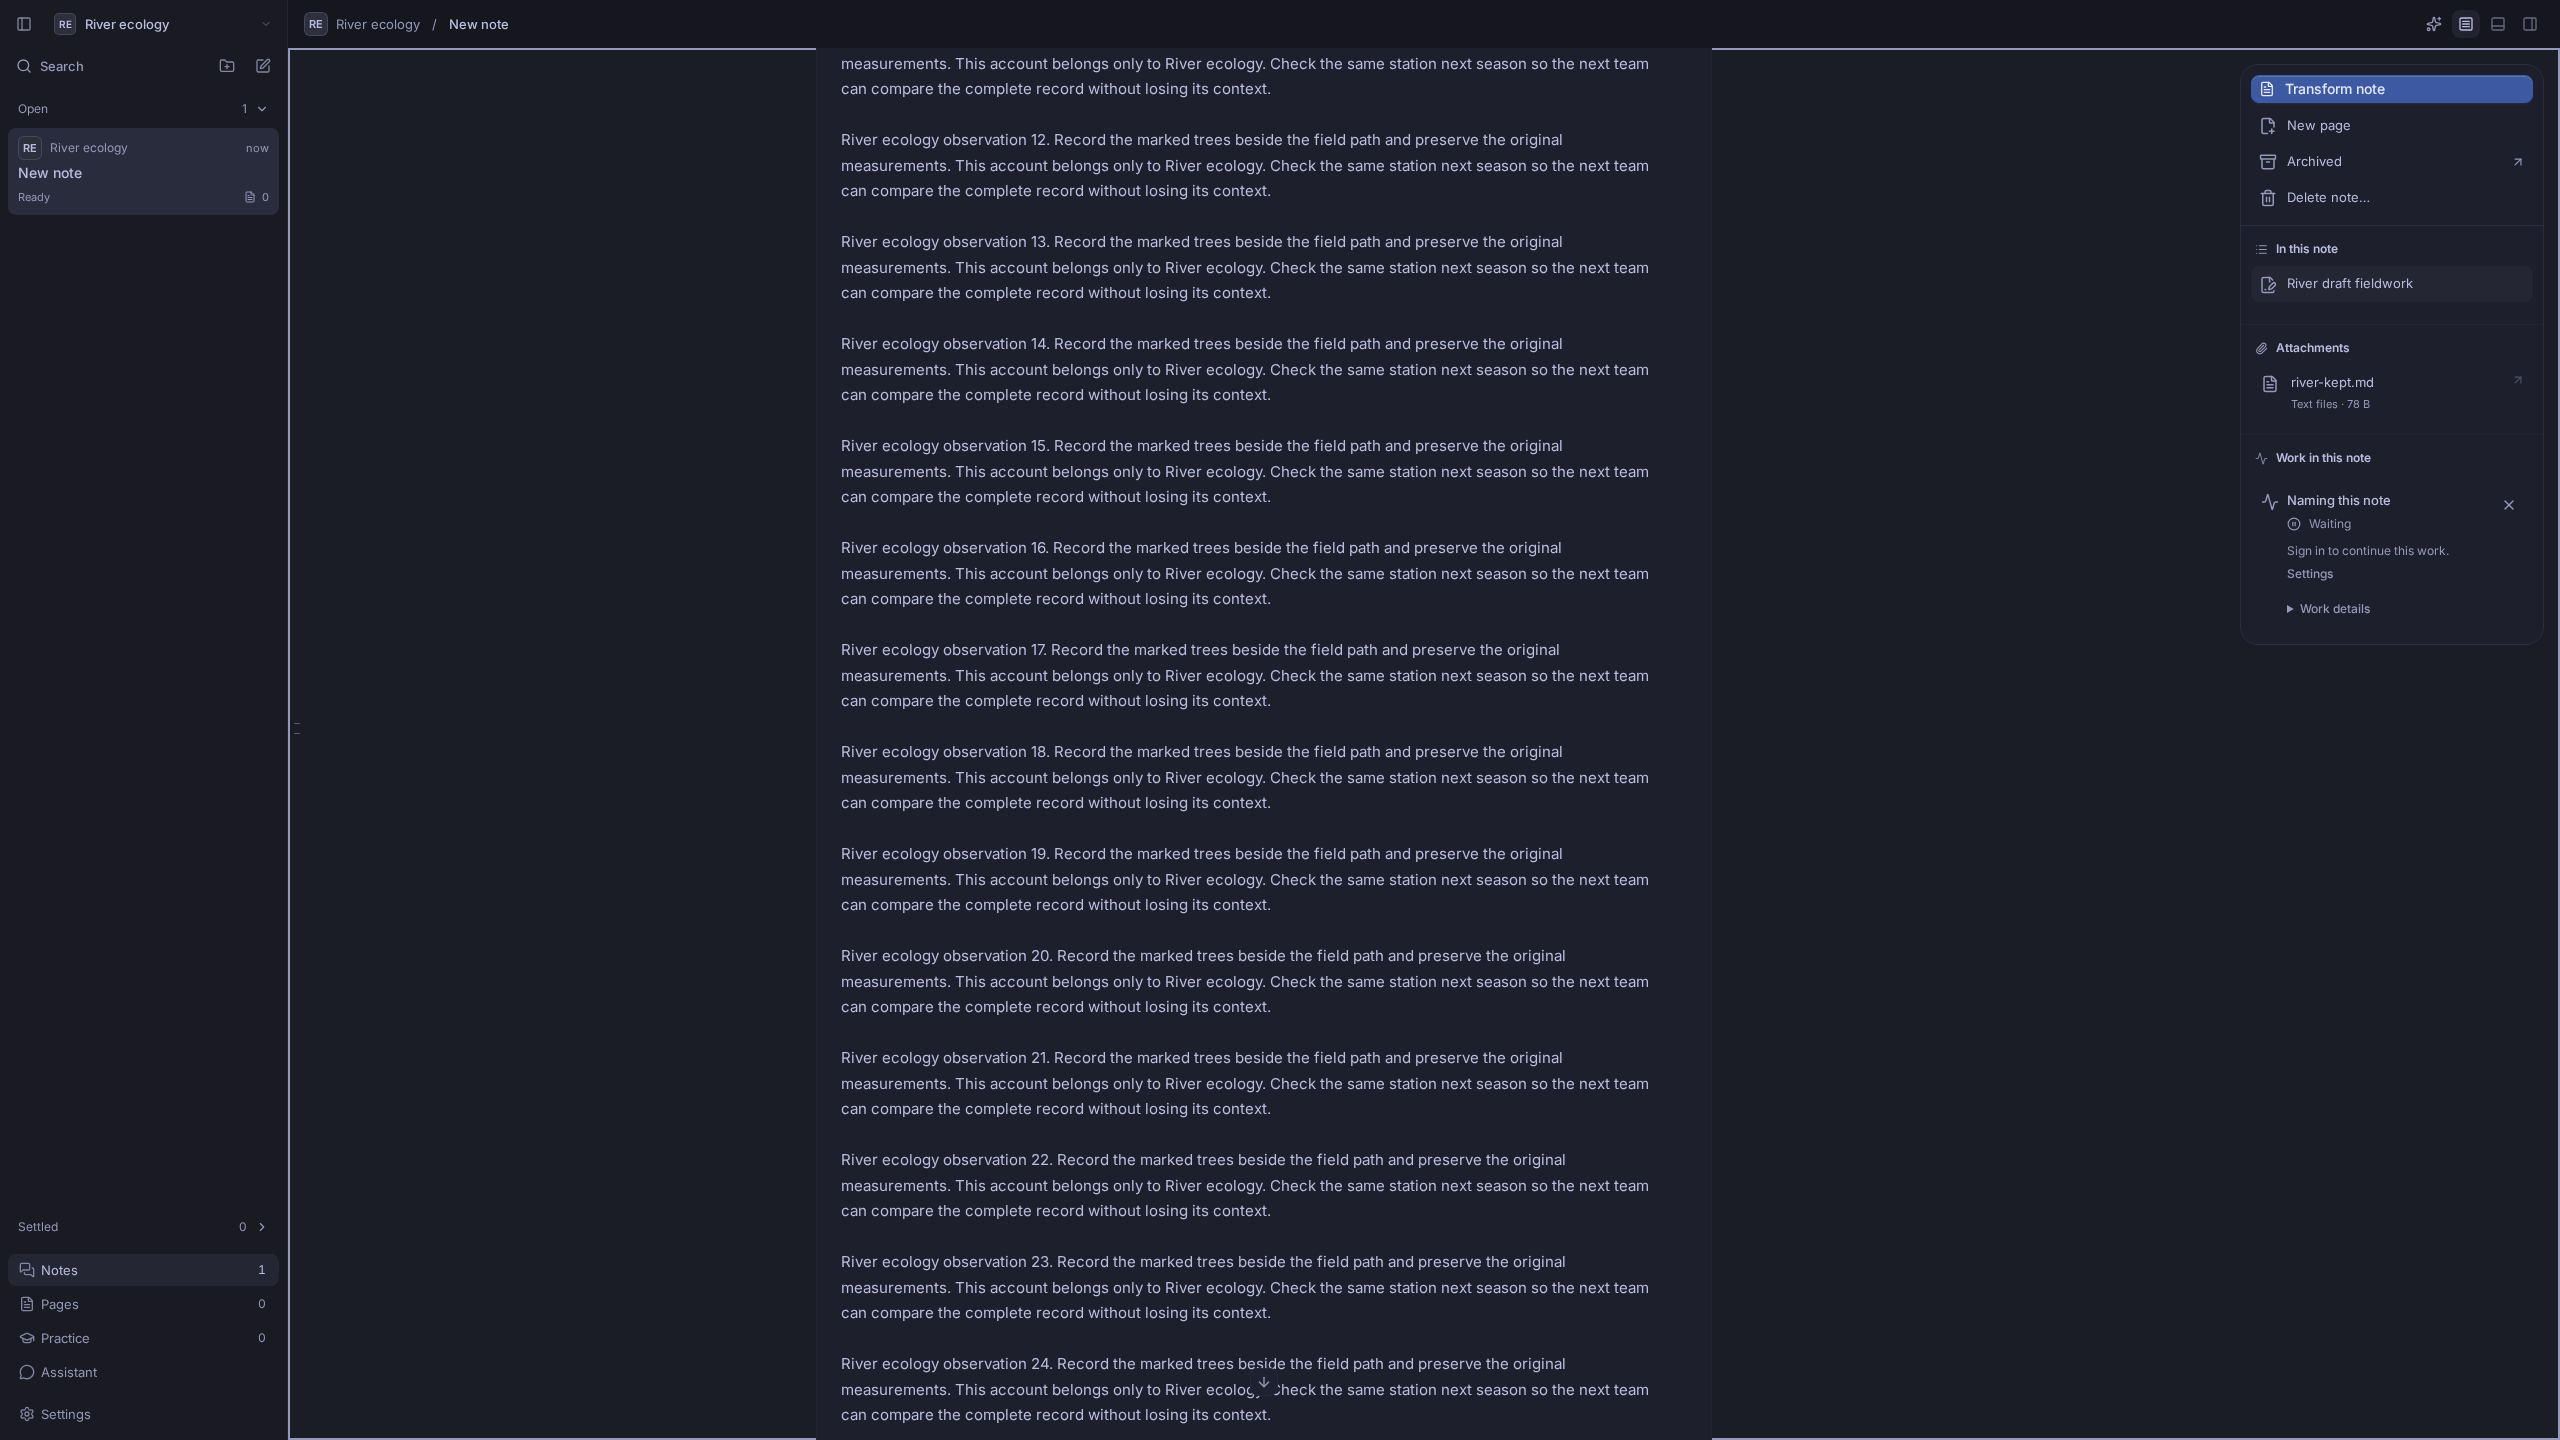 RE River ecology
Search
Open 1
RE River ecology now
New note
Ready 0
Settled 0
Notes 1
Pages 0
Practice 0
Assistant
Settings
RE River ecology / New note
measurements. This account belongs only to River ecology. Check the same station next season so the next team
can compare the complete record without losing its context.
River ecology observation 12. Record the marked trees beside the field path and preserve the original
measurements. This account belongs only to River ecology. Check the same station next season so the next team
can compare the complete record without losing its context.
River ecology observation 13. Record the marked trees beside the field path and preserve the original
measurements. This account belongs only to River ecology. Check the same station next season so the next team
can compare the complete record without losing its context.
River ecology observation 14. Record the marked trees beside the field path and preserve the original
measurements. This account belongs only to River ecology. Check the same station next season so the next team
can compare the complete record without losing its context.
River ecology observation 15. Record the marked trees beside the field path and preserve the original
measurements. This account belongs only to River ecology. Check the same station next season so the next team
can compare the complete record without losing its context.
River ecology observation 16. Record the marked trees beside the field path and preserve the original
measurements. This account belongs only to River ecology. Check the same station next season so the next team
can compare the complete record without losing its context.
River ecology observation 17. Record the marked trees beside the field path and preserve the original
measurements. This account belongs only to River ecology. Check the same station next season so the next team
can compare the complete record without losing its context.
River ecology observation 18. Record the marked trees beside the field path and preserve the original
measurements. This account belongs only to River ecology. Check the same station next season so the next team
can compare the complete record without losing its context.
River ecology observation 19. Record the marked trees beside the field path and preserve the original
measurements. This account belongs only to River ecology. Check the same station next season so the next team
can compare the complete record without losing its context.
River ecology observation 20. Record the marked trees beside the field path and preserve the original
measurements. This account belongs only to River ecology. Check the same station next season so the next team
can compare the complete record without losing its context.
River ecology observation 21. Record the marked trees beside the field path and preserve the original
measurements. This account belongs only to River ecology. Check the same station next season so the next team
can compare the complete record without losing its context.
River ecology observation 22. Record the marked trees beside the field path and preserve the original
measurements. This account belongs only to River ecology. Check the same station next season so the next team
can compare the complete record without losing its context.
River ecology observation 23. Record the marked trees beside the field path and preserve the original
measurements. This account belongs only to River ecology. Check the same station next season so the next team
can compare the complete record without losing its context.
River ecology observation 24. Record the marked trees beside the field path and preserve the original
measurements. This account belongs only to River ecology. Check the same station next season so the next team
can compare the complete record without losing its context.
Transform note
New page
Archived
Delete note...
In this note
River draft fieldwork
Attachments
river-kept.md
Text files · 78 B
Work in this note
Naming this note
Waiting
Sign in to continue this work.
Settings
Work details